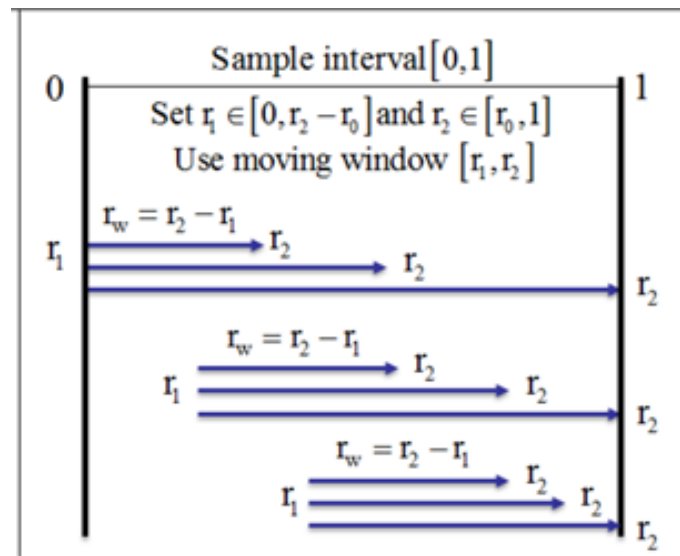 Sample interval[0,1]
0 1
Set r₁ ∈[0,r₂ − r₀]and r₂ ∈[r₀,1]
Use moving window [r₁,r₂]
r_w = r₂ − r₁
r₁ r₂
r₂
r₂
r_w = r₂ − r₁
r₂
r₁ r₂
r₂
r_w = r₂ − r₁
r₂
r₁ r₂
r₂